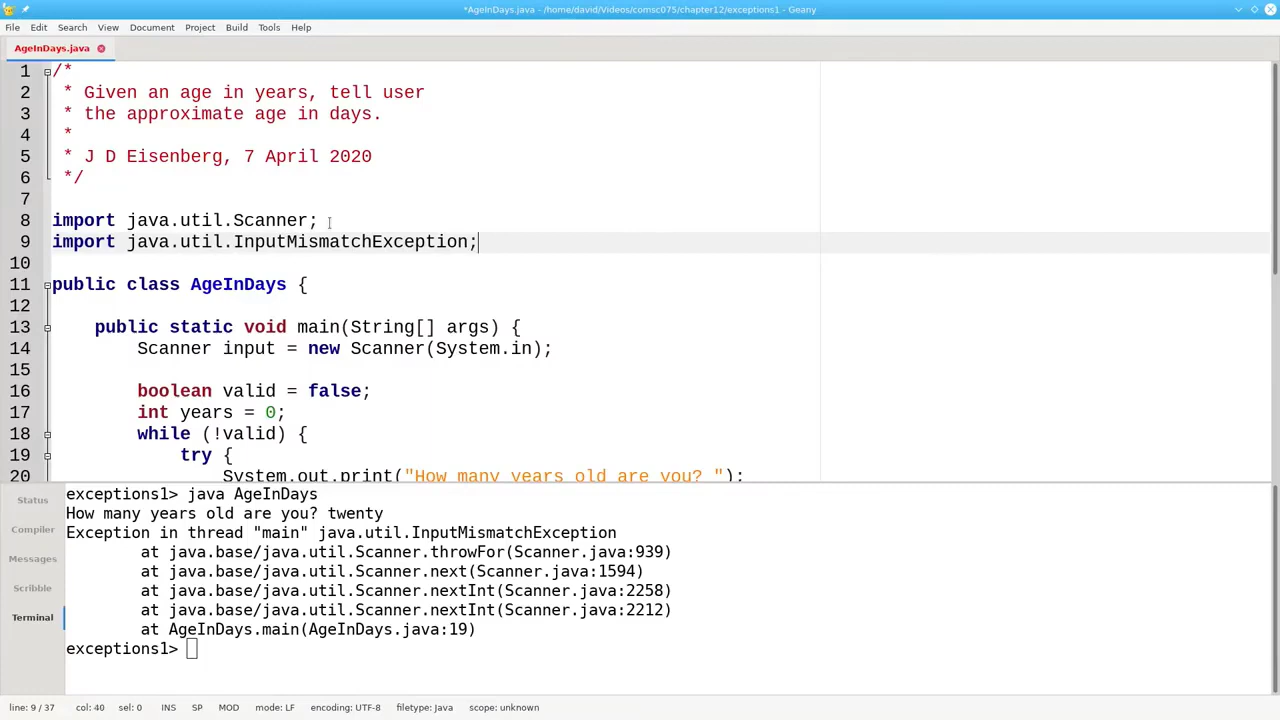 *AgeInDays.java - /home/david/Videos/comsc075/chapter12/exceptions1 - Geany
File Edit Search View Document Project Build Tools Help
AgeInDays.java
1 /*
2  * Given an age in years, tell user
3  * the approximate age in days.
4  *
5  * J D Eisenberg, 7 April 2020
6  */
7
8 import java.util.Scanner;
9 import java.util.InputMismatchException;
10
11 public class AgeInDays {
12
13     public static void main(String[] args) {
14         Scanner input = new Scanner(System.in);
15
16         boolean valid = false;
17         int years = 0;
18         while (!valid) {
19             try {
20                 System.out.print("How many years old are you? ");
Status
Compiler
Messages
Scribble
Terminal
exceptions1> java AgeInDays
How many years old are you? twenty
Exception in thread "main" java.util.InputMismatchException
        at java.base/java.util.Scanner.throwFor(Scanner.java:939)
        at java.base/java.util.Scanner.next(Scanner.java:1594)
        at java.base/java.util.Scanner.nextInt(Scanner.java:2258)
        at java.base/java.util.Scanner.nextInt(Scanner.java:2212)
        at AgeInDays.main(AgeInDays.java:19)
exceptions1>
line: 9 / 37 col: 40 sel: 0 INS SP MOD mode: LF encoding: UTF-8 filetype: Java scope: unknown